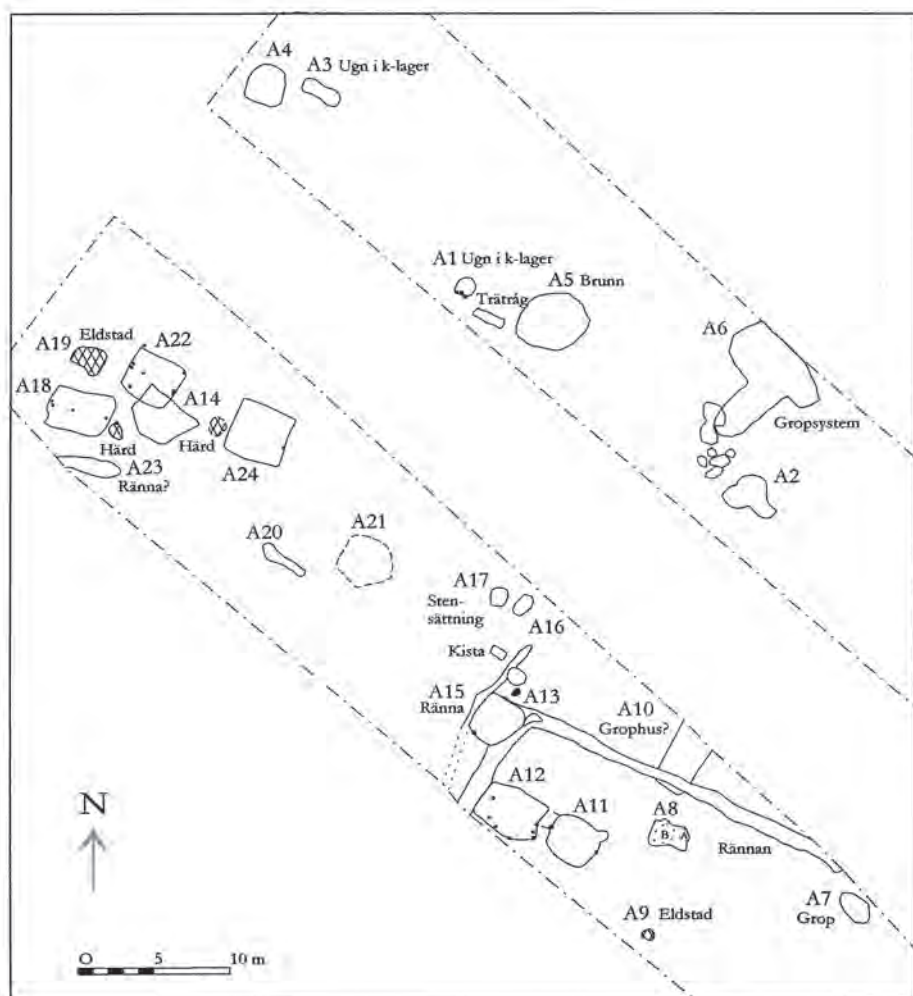 A4
A3 Ugn i k-lager
A1 Ugn i k-lager
A5 Brunn
Tråtråg
A6
Gropsystem
A2
A19
Eldstad
A22
A18
A14
Härd
Härd
A24
A23
Ränna?
A20
A21
A17
Sten-
sättning
A16
Kista
A15
Ränna
A13
A10
Grophus?
A12
A11
A8
B A
Rännan
A7
Grop
A9 Eldstad
N
O 5 10 m